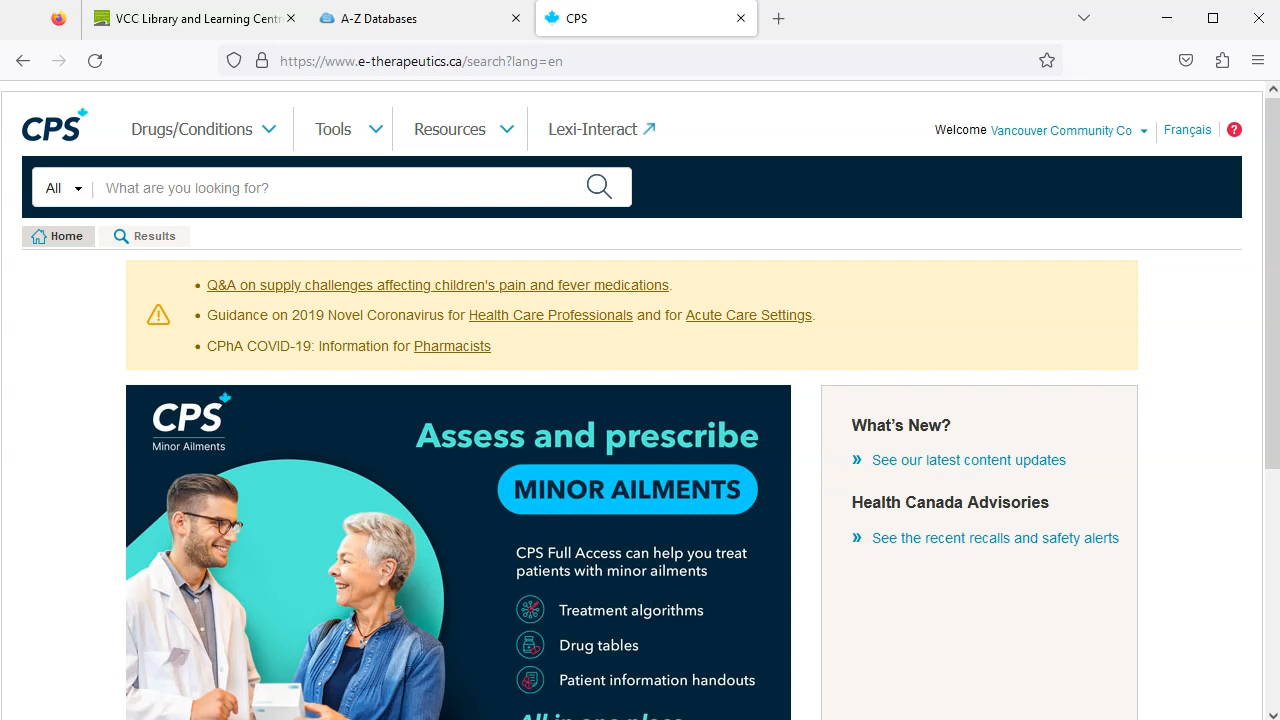 VCC Library and Learning Cent
A-Z Databases
CPS
https://www.e-therapeutics.ca/search?lang=en
CPS
Drugs/Conditions
Tools
Resources
Lexi-Interact
Welcome Vancouver Community Co
Français
?
All
What are you looking for?
Home
Results
• Q&A on supply challenges affecting children's pain and fever medications.
• Guidance on 2019 Novel Coronavirus for Health Care Professionals and for Acute Care Settings.
• CPhA COVID-19: Information for Pharmacists
CPS
Minor Ailments
Assess and prescribe
MINOR AILMENTS
CPS Full Access can help you treat
patients with minor ailments
Treatment algorithms
Drug tables
Patient information handouts
All in one place
What's New?
» See our latest content updates
Health Canada Advisories
» See the recent recalls and safety alerts